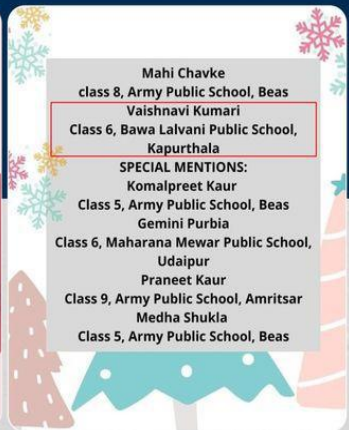 Mahi Chavke
class 8, Army Public School, Beas
Vaishnavi Kumari
Class 6, Bawa Lalvani Public School,
Kapurthala
SPECIAL MENTIONS:
Komalpreet Kaur
Class 5, Army Public School, Beas
Gemini Purbia
Class 6, Maharana Mewar Public School,
Udaipur
Praneet Kaur
Class 9, Army Public School, Amritsar
Medha Shukla
Class 5, Army Public School, Beas